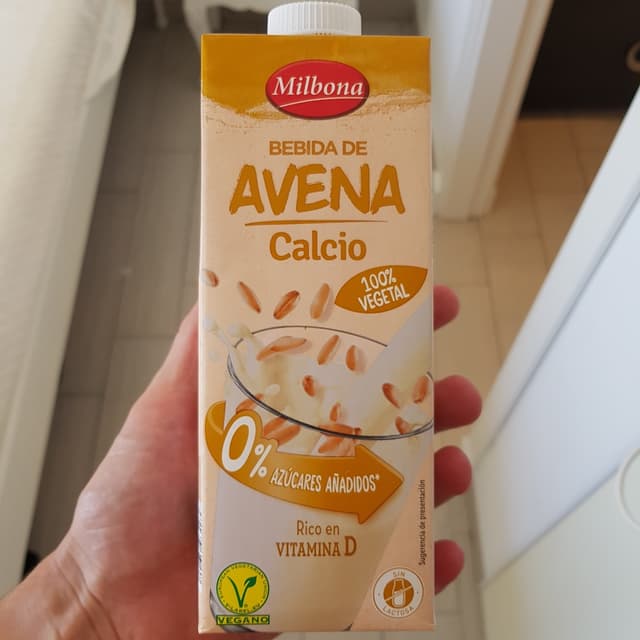 Milbona
BEBIDA DE
AVENA
Calcio
100%
VEGETAL
0%
AZÚCARES AÑADIDOS*
Rico en
VITAMINA D
Sugerencia de presentación
V
VEGANO
SIN
LACTOSA